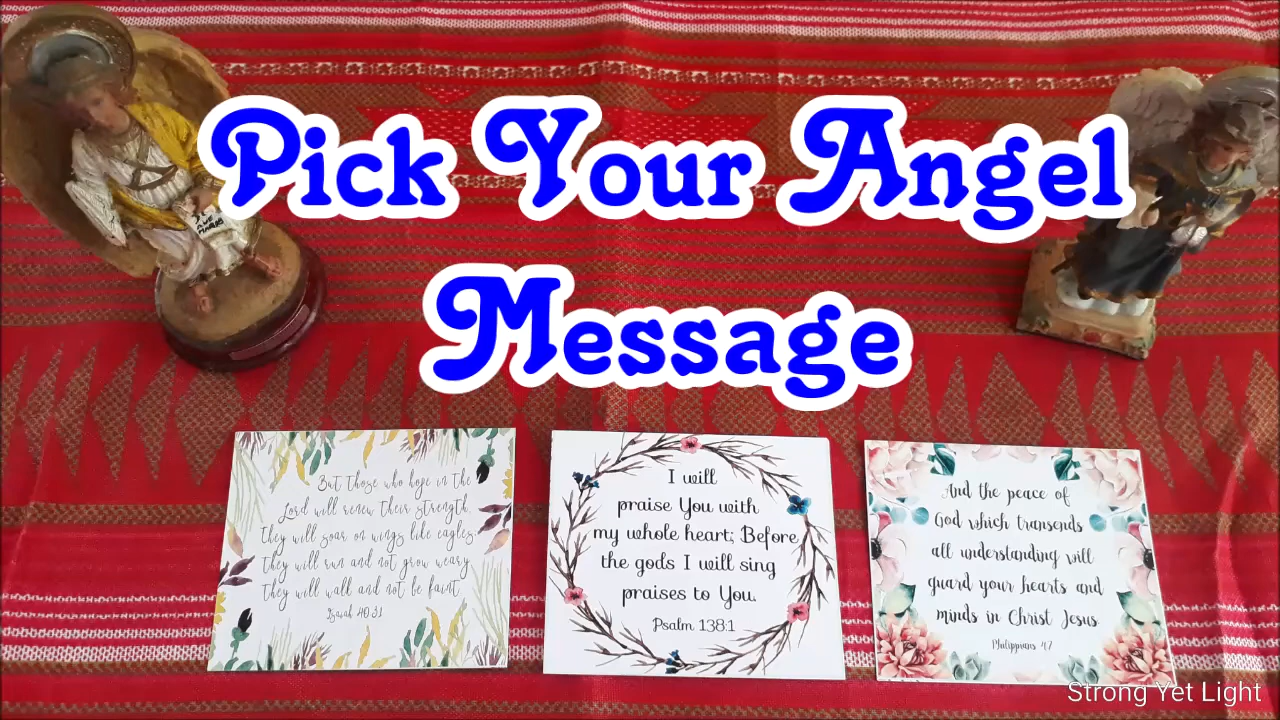 Pick Your Angel
Message
But those who hope in the
Lord will renew their strength.
They will soar on wings like eagles;
They will run and not grow weary
They will walk and not be faint.
Isaiah 40:31
I will
praise You with
my whole heart; Before
the gods I will sing
praises to You.
Psalm 138:1
And the peace of
God which transcends
all understanding will
guard your hearts and
minds in Christ Jesus.
Philippians 4:7
Strong Yet Light